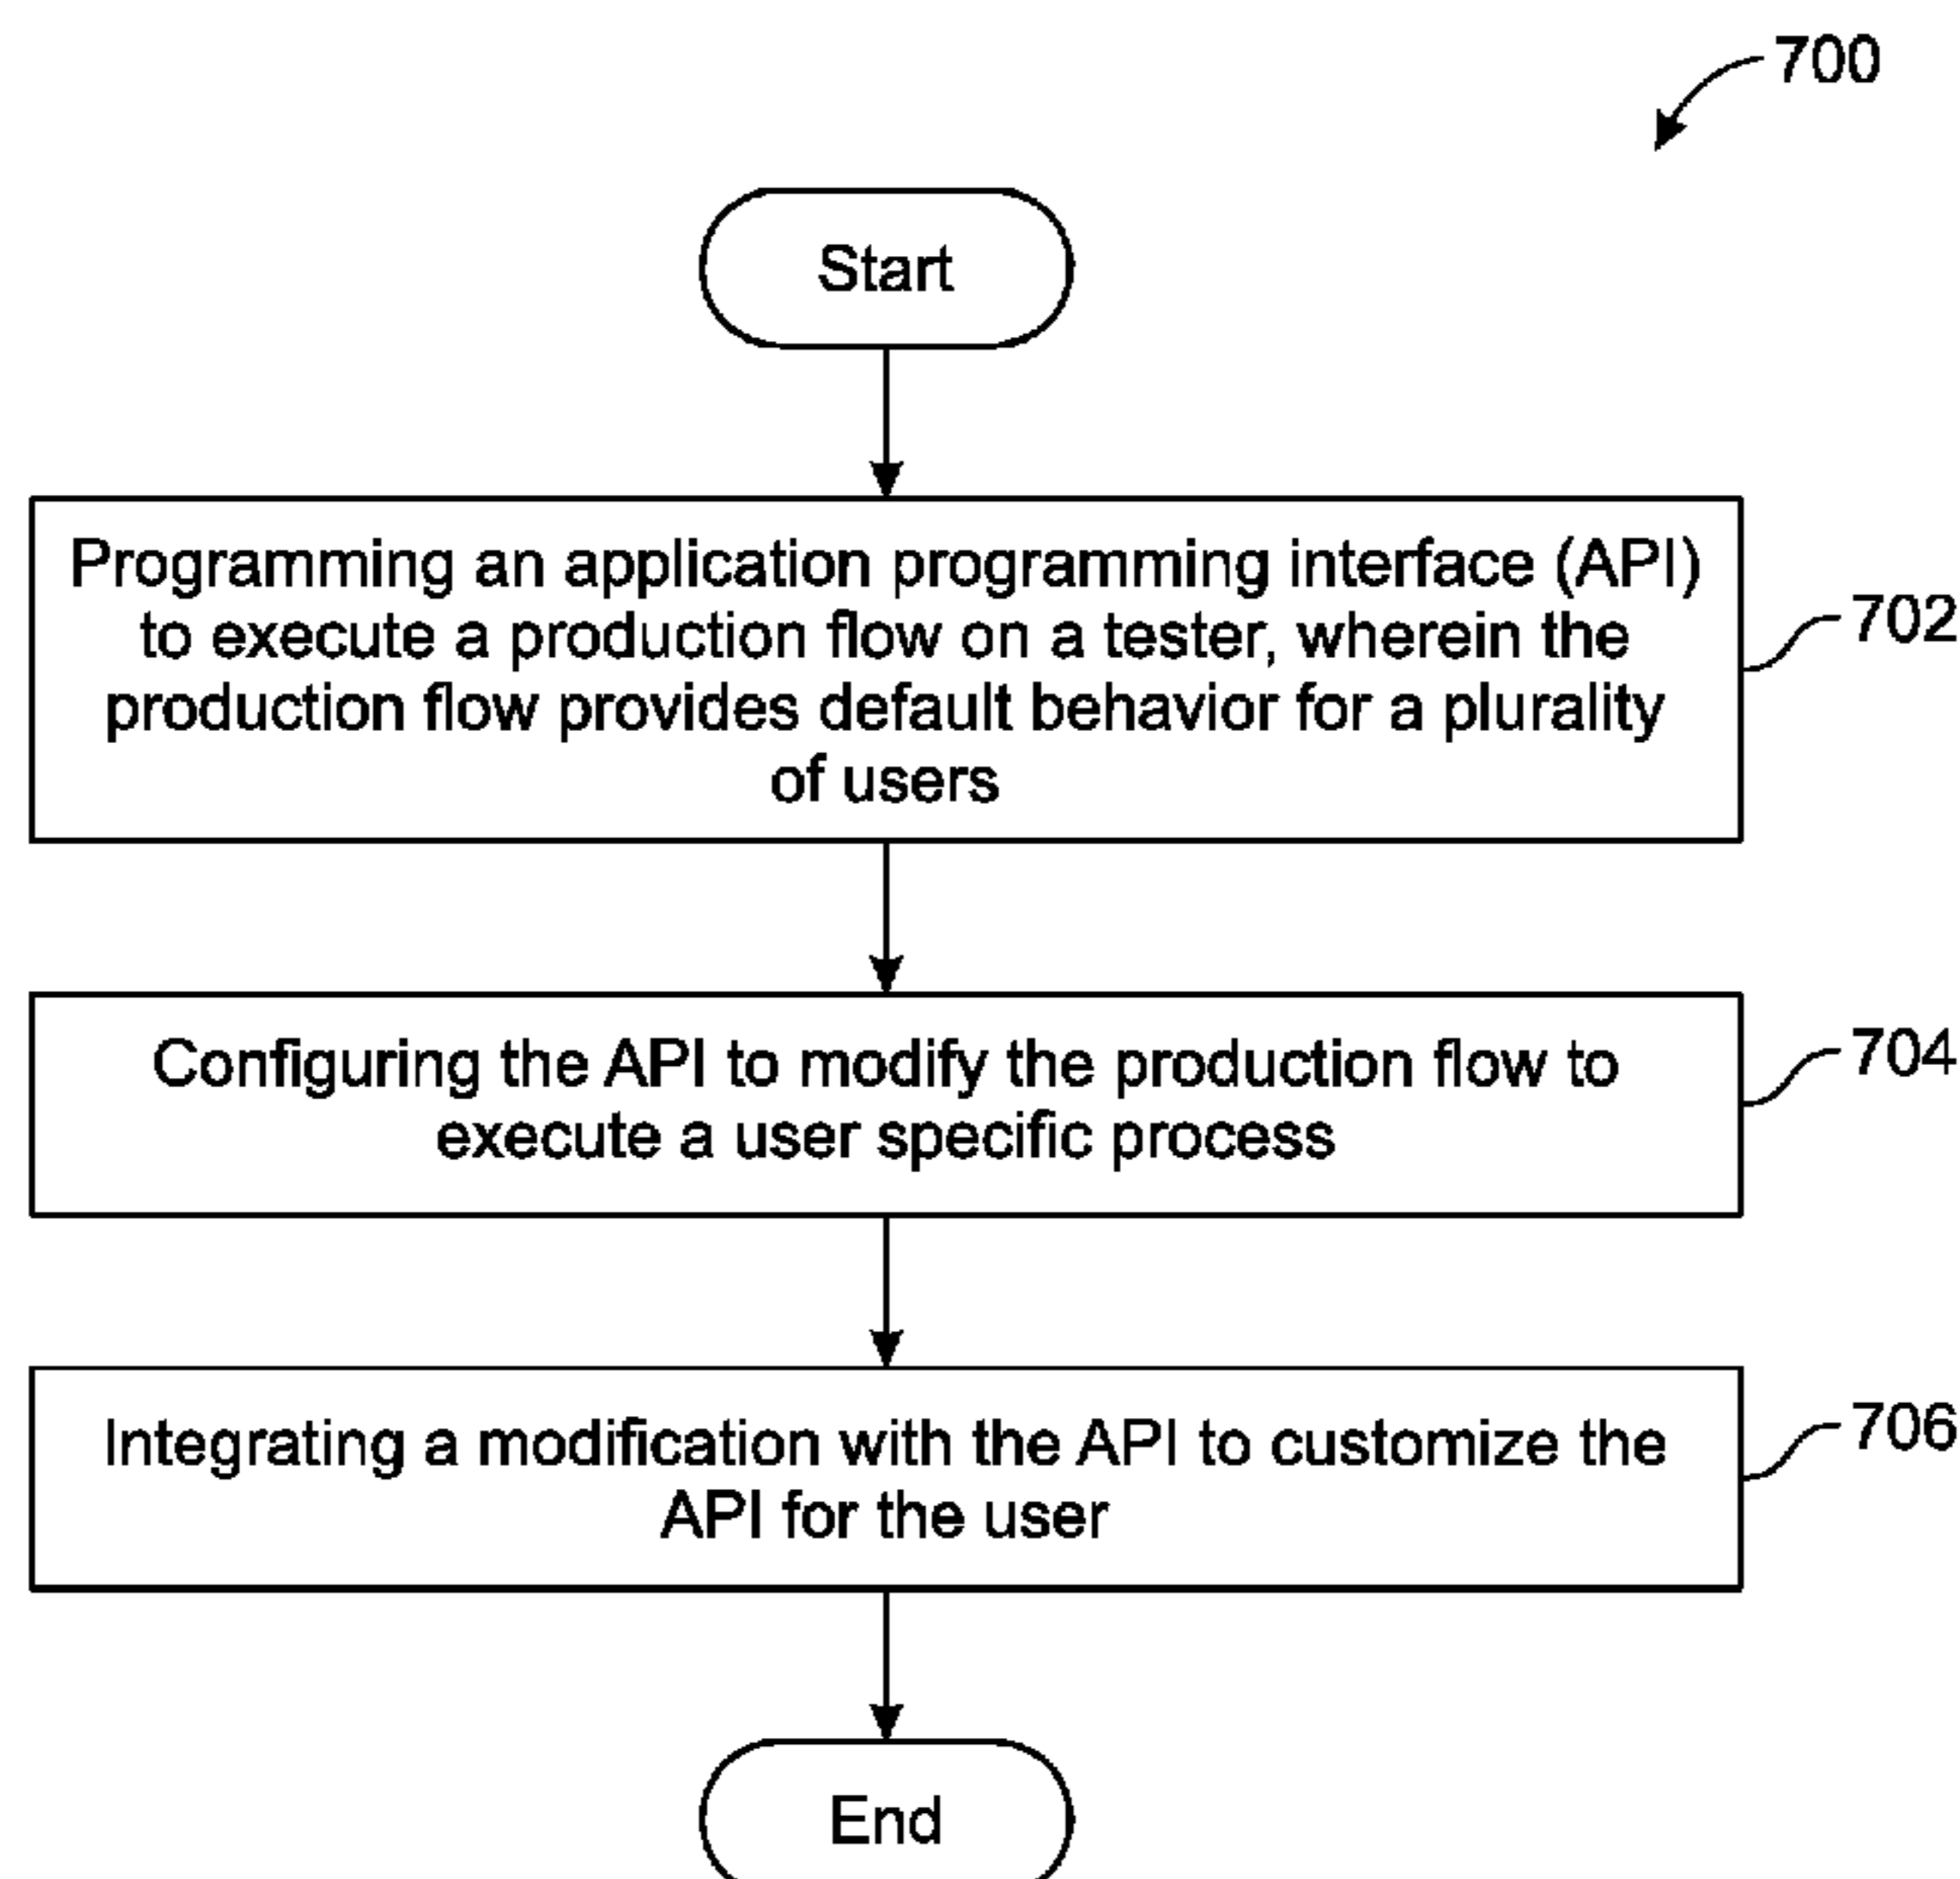 700
Start
Programming an application programming interface (API)
to execute a production flow on a tester, wherein the
production flow provides default behavior for a plurality
of users
702
Configuring the API to modify the production flow to
execute a user specific process
704
Integrating a modification with the API to customize the
API for the user
706
End